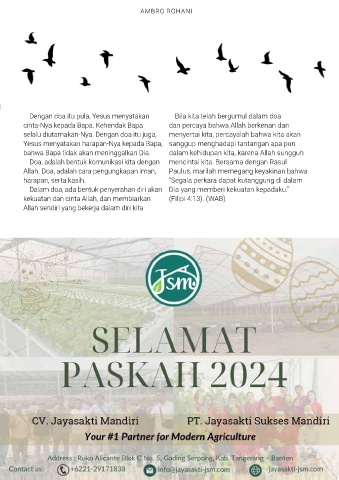 AMBRO ROHANI
Dengan doa itu pula, Yesus menyatakan
cinta-Nya kepada Bapa. Kehendak Bapa
selalu diutamakan-Nya. Dengan doa itu juga,
Yesus menyatakan harapan-Nya kepada Bapa,
bahwa Bapa tidak akan meninggalkan Dia.
Doa, adalah bentuk komunikasi kita dengan
Allah. Doa, adalah cara pengungkapan iman,
harapan, serta kasih.
Dalam doa, ada bentuk penyerahan diri akan
kekuatan dan cinta Allah, dan membiarkan
Allah sendiri yang bekerja dalam diri kita
Bila kita telah bergumul dalam doa
dan percaya bahwa Allah berkenan dan
menyertai kita, percayalah bahwa kita akan
sanggup menghadapi tantangan apa pun
dalam kehidupan kita, karena Allah sungguh
mencintai kita. Bersama dengan Rasul
Paulus, marilah memegang keyakinan bahwa
"Segala perkara dapat kutanggung di dalam
Dia yang memberi kekuatan kepadaku."
(Filipi 4:13). (WAB)
Jsm
SELAMAT
PASKAH 2024
CV. Jayasakti Mandiri
PT. Jayasakti Sukses Mandiri
Your #1 Partner for Modern Agriculture
Address : Ruko Alicante Blok C No. 5, Gading Serpong, Kab. Tangerang – Banten
Contact us
+6221-29171838
info@jayasakti-jsm.com
jayasakti-jsm.com